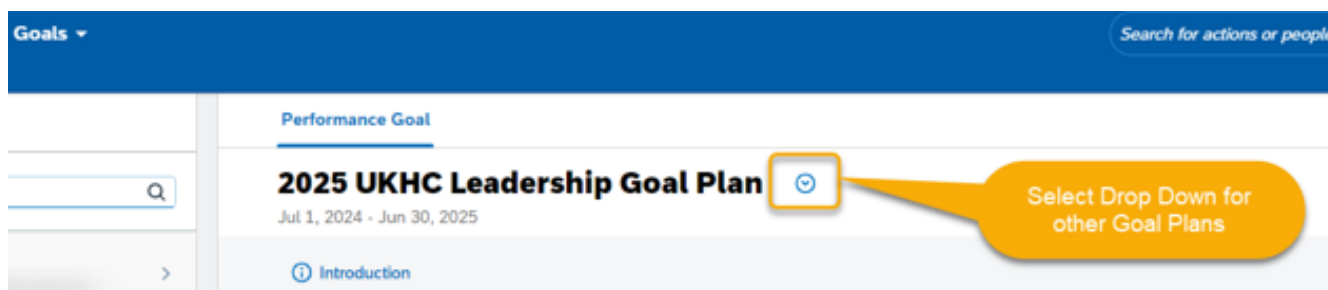 Goals
Search for actions or people
Performance Goal
2025 UKHC Leadership Goal Plan
Jul 1, 2024 - Jun 30, 2025
Select Drop Down for
other Goal Plans
Introduction